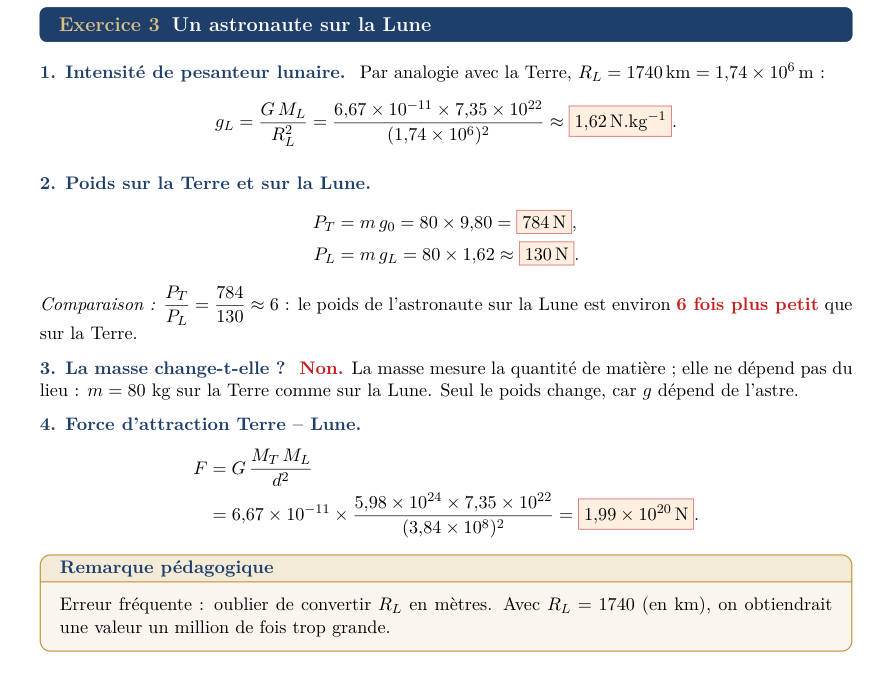 Exercice 3 Un astronaute sur la Lune
1. Intensité de pesanteur lunaire. Par analogie avec la Terre, R_L = 1740 km = 1,74 × 10^6 m :
g_L = G M_L / R_L^2 = 6,67 × 10^−11 × 7,35 × 10^22 / (1,74 × 10^6)^2 ≈ 1,62 N.kg^−1.
2. Poids sur la Terre et sur la Lune.
P_T = m g_0 = 80 × 9,80 = 784 N,
P_L = m g_L = 80 × 1,62 ≈ 130 N.
Comparaison : P_T / P_L = 784 / 130 ≈ 6 : le poids de l'astronaute sur la Lune est environ 6 fois plus petit que
sur la Terre.
3. La masse change-t-elle ? Non. La masse mesure la quantité de matière ; elle ne dépend pas du
lieu : m = 80 kg sur la Terre comme sur la Lune. Seul le poids change, car g dépend de l'astre.
4. Force d'attraction Terre – Lune.
F = G M_T M_L / d^2
= 6,67 × 10^−11 × 5,98 × 10^24 × 7,35 × 10^22 / (3,84 × 10^8)^2 = 1,99 × 10^20 N.
Remarque pédagogique
Erreur fréquente : oublier de convertir R_L en mètres. Avec R_L = 1740 (en km), on obtiendrait
une valeur un million de fois trop grande.